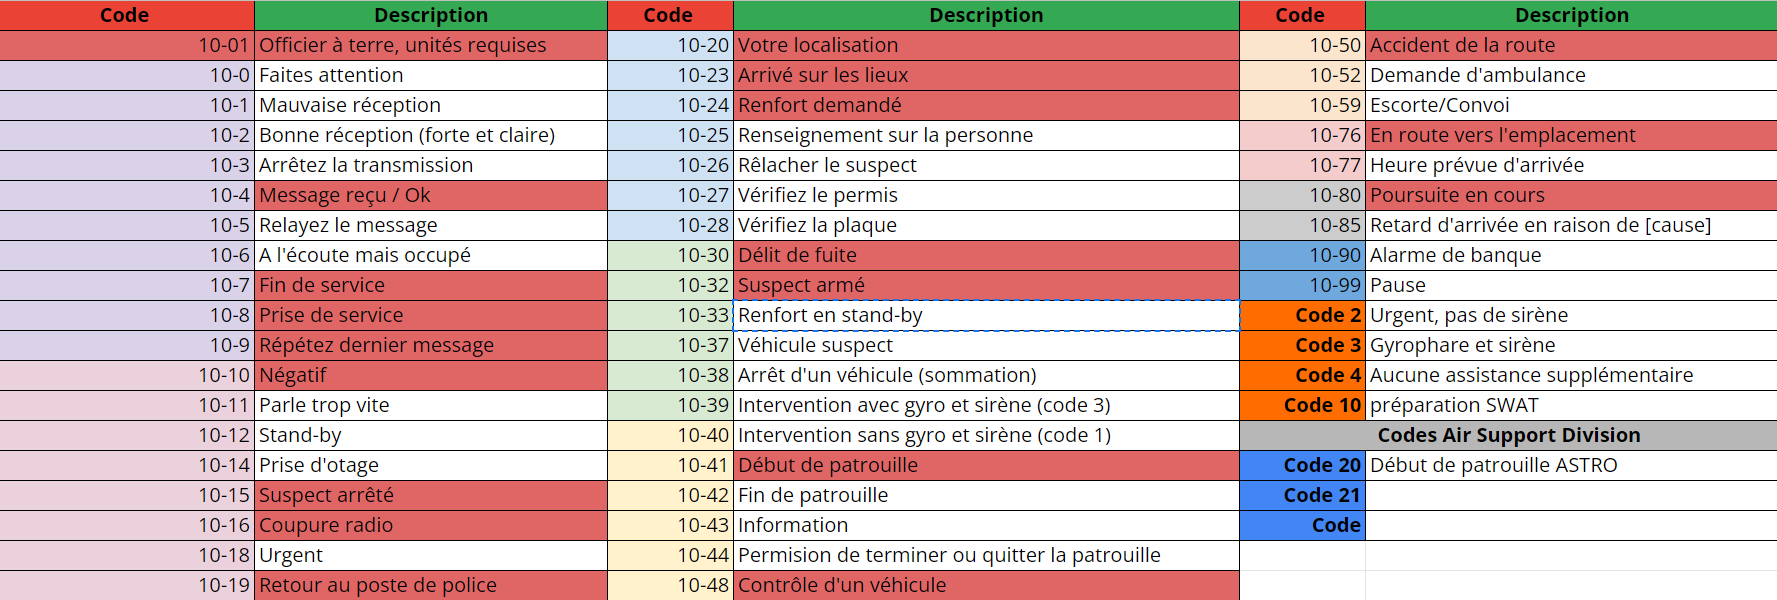 Code Description Code Description Code Description
10-01 Officier à terre, unités requises 10-20 Votre localisation 10-50 Accident de la route
10-0 Faites attention 10-23 Arrivé sur les lieux 10-52 Demande d'ambulance
10-1 Mauvaise réception 10-24 Renfort demandé 10-59 Escorte/Convoi
10-2 Bonne réception (forte et claire) 10-25 Renseignement sur la personne 10-76 En route vers l'emplacement
10-3 Arrêtez la transmission 10-26 Rêlacher le suspect 10-77 Heure prévue d'arrivée
10-4 Message reçu / Ok 10-27 Vérifiez le permis 10-80 Poursuite en cours
10-5 Relayez le message 10-28 Vérifiez la plaque 10-85 Retard d'arrivée en raison de [cause]
10-6 A l'écoute mais occupé 10-30 Délit de fuite 10-90 Alarme de banque
10-7 Fin de service 10-32 Suspect armé 10-99 Pause
10-8 Prise de service 10-33 Renfort en stand-by Code 2 Urgent, pas de sirène
10-9 Répétez dernier message 10-37 Véhicule suspect Code 3 Gyrophare et sirène
10-10 Négatif 10-38 Arrêt d'un véhicule (sommation) Code 4 Aucune assistance supplémentaire
10-11 Parle trop vite 10-39 Intervention avec gyro et sirène (code 3) Code 10 préparation SWAT
10-12 Stand-by 10-40 Intervention sans gyro et sirène (code 1) Codes Air Support Division
10-14 Prise d'otage 10-41 Début de patrouille Code 20 Début de patrouille ASTRO
10-15 Suspect arrêté 10-42 Fin de patrouille Code 21
10-16 Coupure radio 10-43 Information Code
10-18 Urgent 10-44 Permision de terminer ou quitter la patrouille
10-19 Retour au poste de police 10-48 Contrôle d'un véhicule